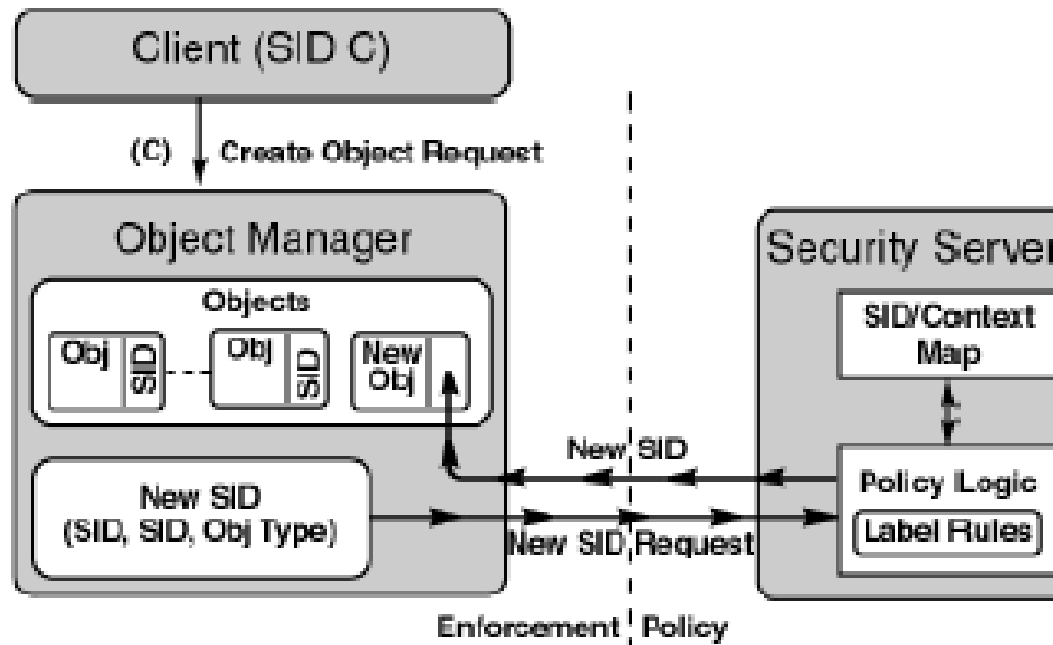 Client (SID C)
(C) Create Object Request
Object Manager
Objects
Obj SID
Obj SID
New
Obj
New SID
(SID, SID, Obj Type)
New SID
New SID Request
Security Server
SID/Context
Map
Policy Logic
Label Rules
Enforcement Policy